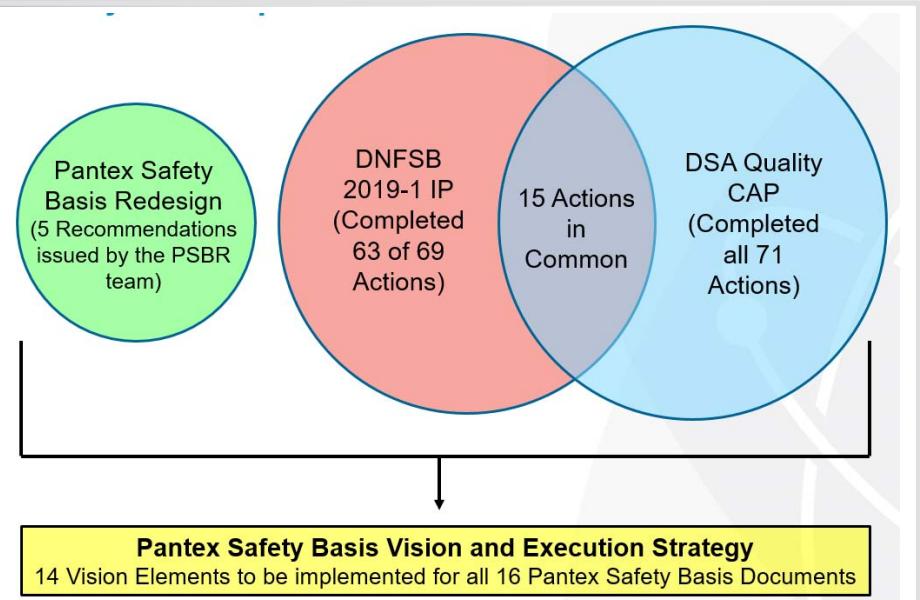 Pantex Safety
Basis Redesign
(5 Recommendations
issued by the PSBR
team)
DNFSB
2019-1 IP
(Completed
63 of 69
Actions)
15 Actions
in
Common
DSA Quality
CAP
(Completed
all 71
Actions)
Pantex Safety Basis Vision and Execution Strategy
14 Vision Elements to be implemented for all 16 Pantex Safety Basis Documents